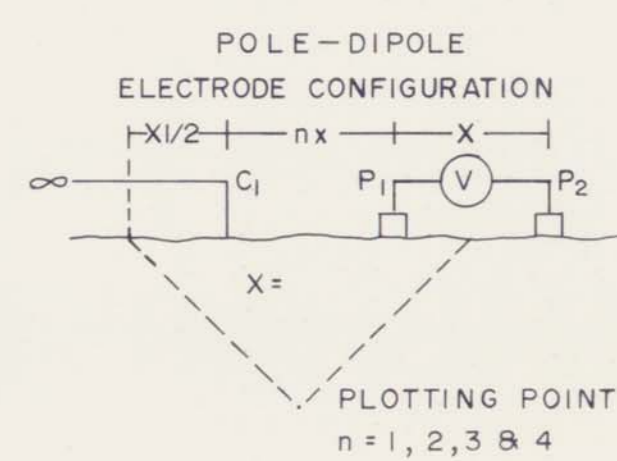 POLE-DIPOLE
ELECTRODE CONFIGURATION
X1/2 nx X
∞ C1 P1 V P2
X =
PLOTTING POINT
n = 1, 2, 3 & 4